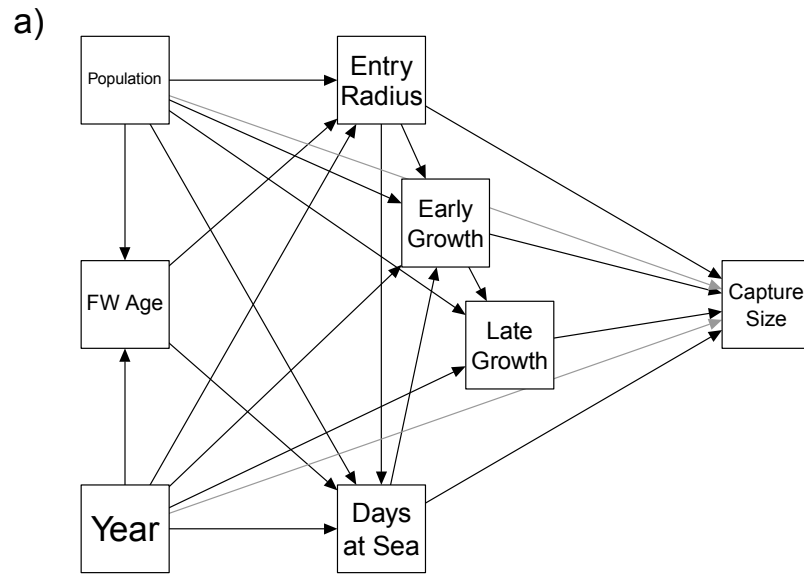 a)
Population
Entry
Radius
Early
Growth
FW Age
Capture
Size
Late
Growth
Year
Days
at Sea